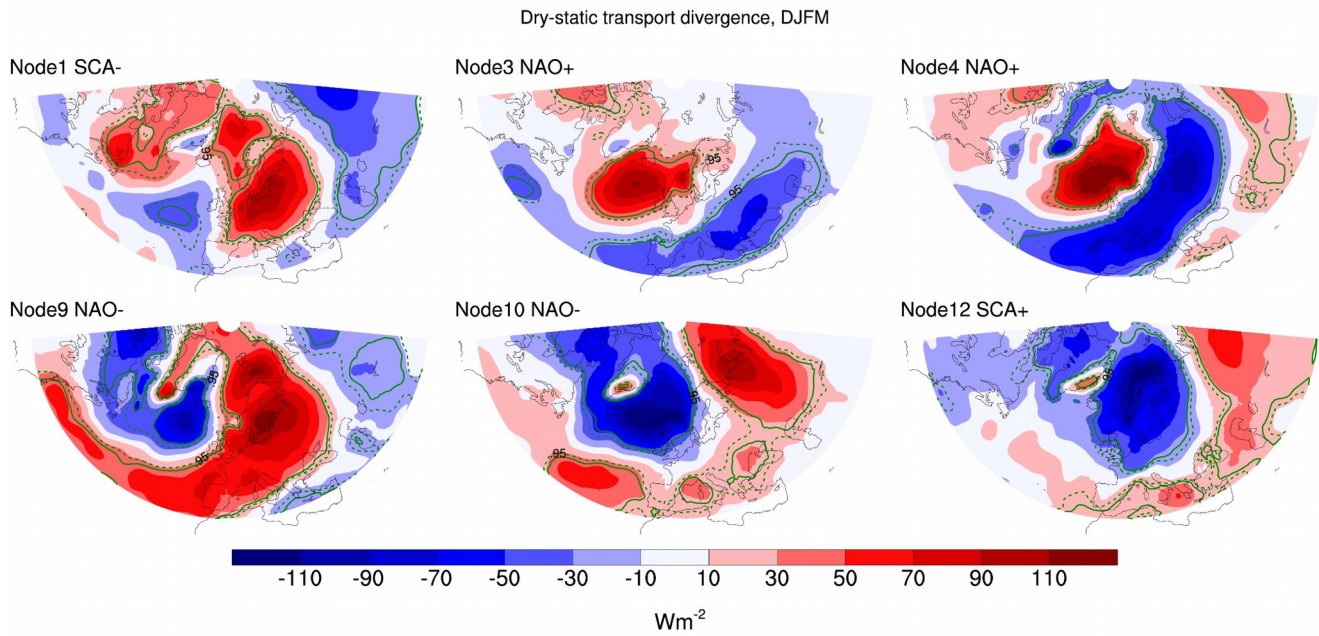 Dry-static transport divergence, DJFM
Node1 SCA-
Node3 NAO+
Node4 NAO+
95
95
95
Node9 NAO-
Node10 NAO-
Node12 SCA+
95
95
95
95
95
-110 -90 -70 -50 -30 -10 10 30 50 70 90 110
Wm-2